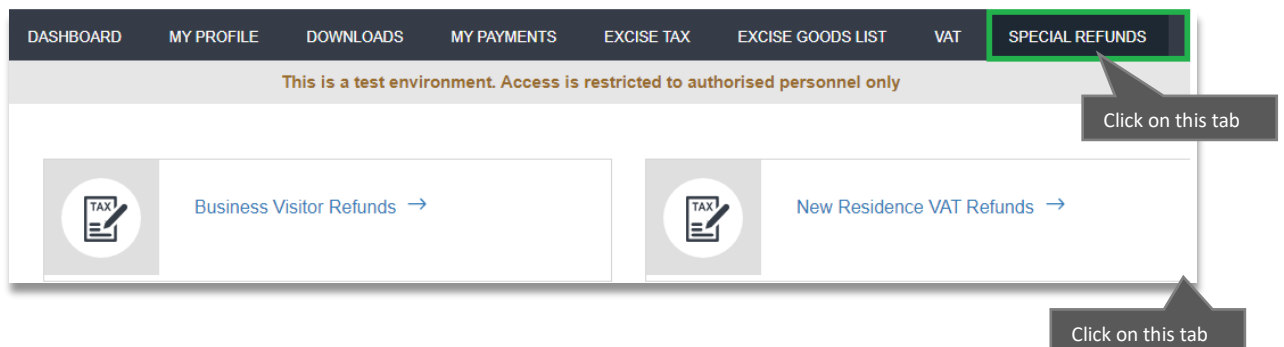 DASHBOARD MY PROFILE DOWNLOADS MY PAYMENTS EXCISE TAX EXCISE GOODS LIST VAT SPECIAL REFUNDS
This is a test environment. Access is restricted to authorised personnel only
Click on this tab
TAX Business Visitor Refunds → TAX New Residence VAT Refunds →
Click on this tab